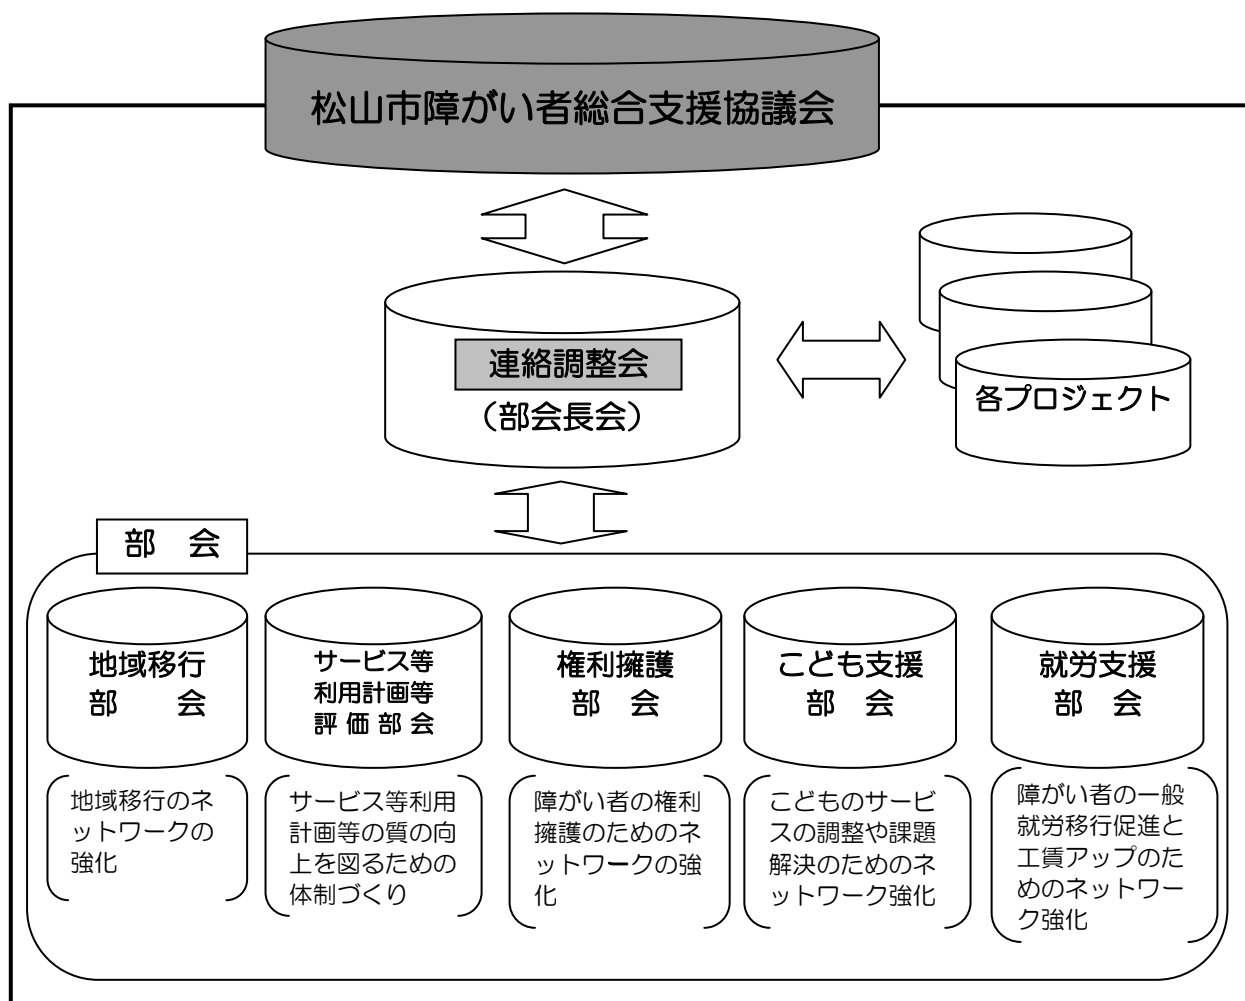 松山市障がい者総合支援協議会
連絡調整会
（部会長会）
各プロジェクト
部　会
地域移行
部　　会
サービス等
利用計画等
評 価 部 会
権利擁護
部　会
こども支援
部　会
就労支援
部　会
地域移行のネ
ットワークの
強化
サービス等利用
計画等の質の向
上を図るための
体制づくり
障がい者の権利
擁護のためのネ
ットワークの強
化
こどものサービ
スの調整や課題
解決のためのネ
ットワーク強化
障がい者の一般
就労移行促進と
工賃アップのた
めのネットワー
ク強化